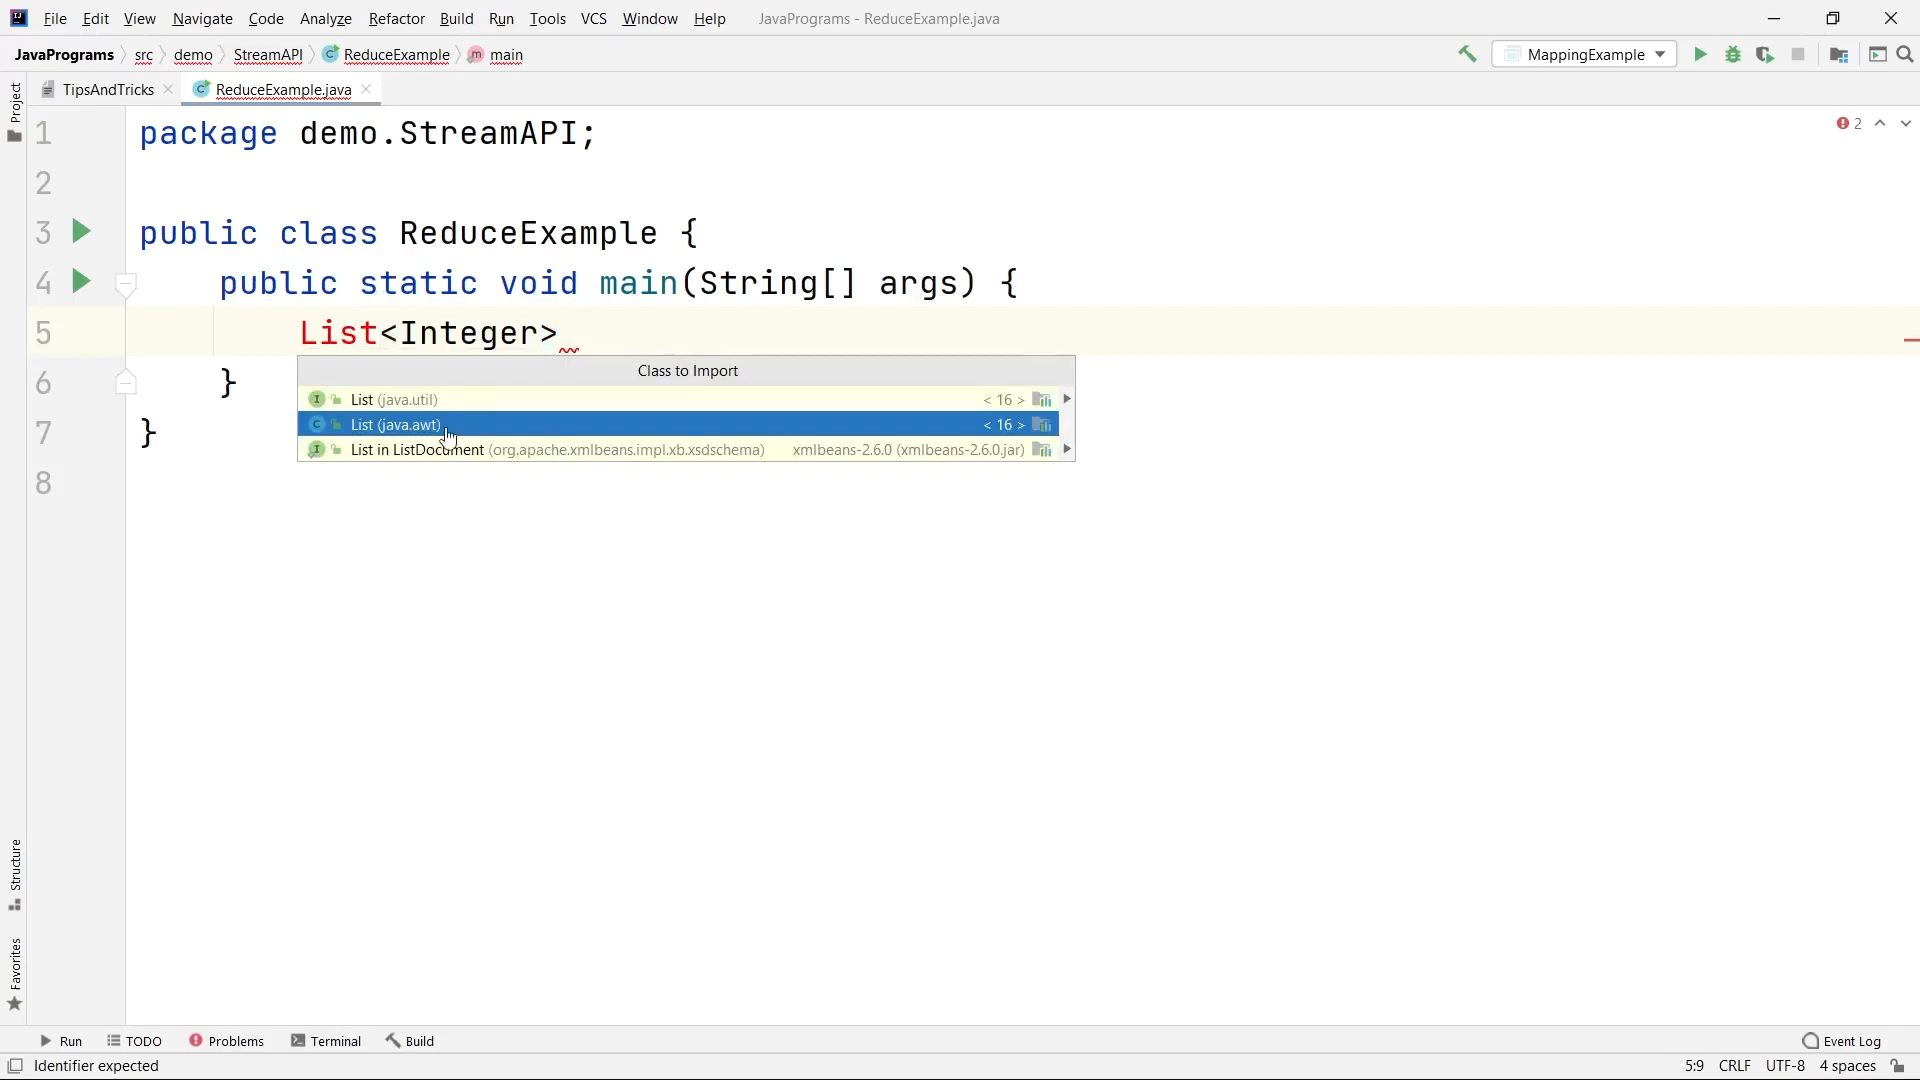 File Edit View Navigate Code Analyze Refactor Build Run Tools VCS Window Help JavaPrograms - ReduceExample.java
JavaPrograms src demo StreamAPI ReduceExample main MappingExample
TipsAndTricks ReduceExample.java
Project
1 package demo.StreamAPI;
2
2
3 public class ReduceExample {
4 public static void main(String[] args) {
5 List<Integer>
Class to Import
List (java.util) < 16 >
List (java.awt) < 16 >
List in ListDocument (org.apache.xmlbeans.impl.xb.xsdschema) xmlbeans-2.6.0 (xmlbeans-2.6.0.jar)
6 }
7 }
8
Structure
Favorites
Run TODO Problems Terminal Build Event Log
Identifier expected 5:9 CRLF UTF-8 4 spaces